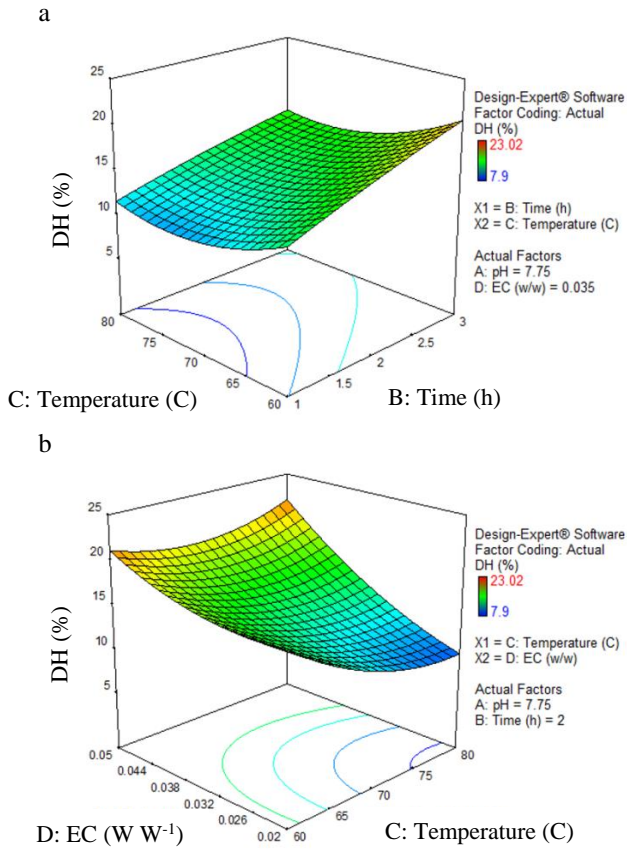 a
25
20
15
10
5
DH (%)
80
75
70
65
60
1
1.5
2
2.5
3
C: Temperature (C)
B: Time (h)
Design-Expert® Software
Factor Coding: Actual
DH (%)
23.02
7.9
X1 = B: Time (h)
X2 = C: Temperature (C)
Actual Factors
A: pH = 7.75
D: EC (w/w) = 0.035
b
25
20
15
10
5
DH (%)
0.05
0.044
0.038
0.032
0.026
0.02
60
65
70
75
80
D: EC (W W⁻¹)
C: Temperature (C)
Design-Expert® Software
Factor Coding: Actual
DH (%)
23.02
7.9
X1 = C: Temperature (C)
X2 = D: EC (w/w)
Actual Factors
A: pH = 7.75
B: Time (h) = 2